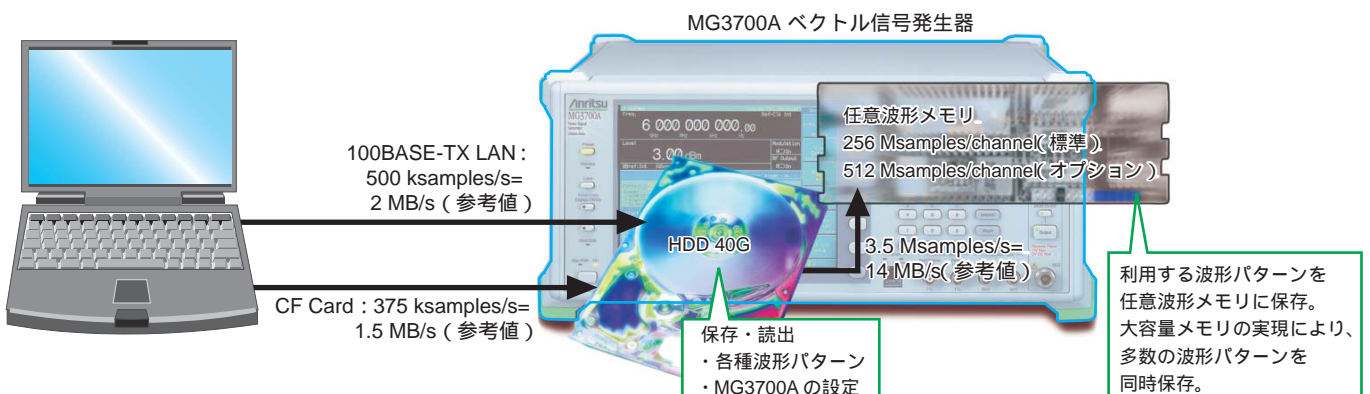 MG3700A ベクトル信号発生器
Anritsu
MG3700A
6 000 000 000.00
Level
3.00 dBm
任意波形メモリ
256 Msamples/channel(標準)
512 Msamples/channel(オプション)
100BASE-TX LAN:
500 ksamples/s=
2 MB/s(参考値)
HDD 40G
3.5 Msamples/s=
14 MB/s(参考値)
CF Card:375 ksamples/s=
1.5 MB/s(参考値)
保存・読出
・各種波形パターン
・MG3700A の設定
利用する波形パターンを
任意波形メモリに保存。
大容量メモリの実現により、
多数の波形パターンを
同時保存。